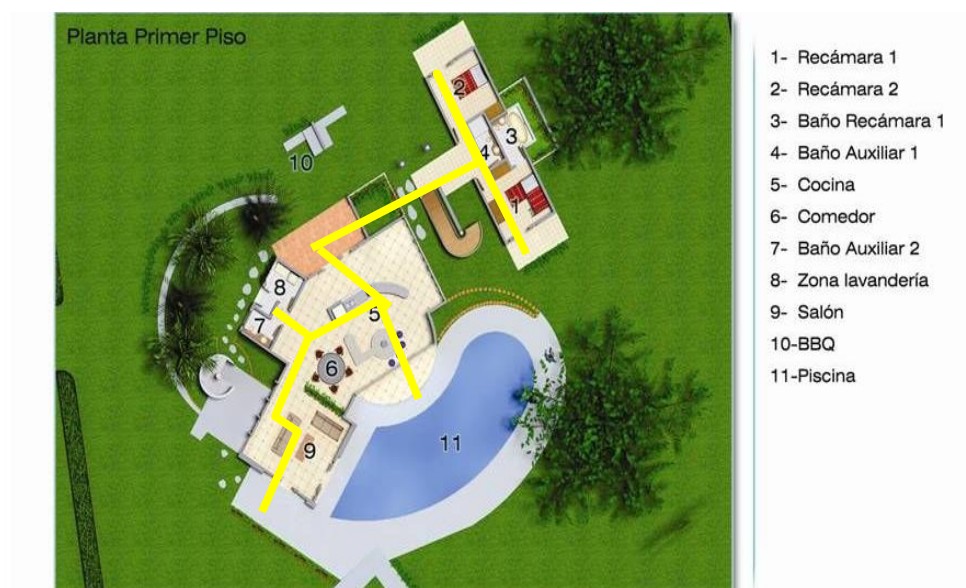 Planta Primer Piso
1- Recámara 1
2- Recámara 2
3- Baño Recámara 1
4- Baño Auxiliar 1
5- Cocina
6- Comedor
7- Baño Auxiliar 2
8- Zona lavandería
9- Salón
10-BBQ
11-Piscina
2
3
4
1
10
8
7
5
6
9
11